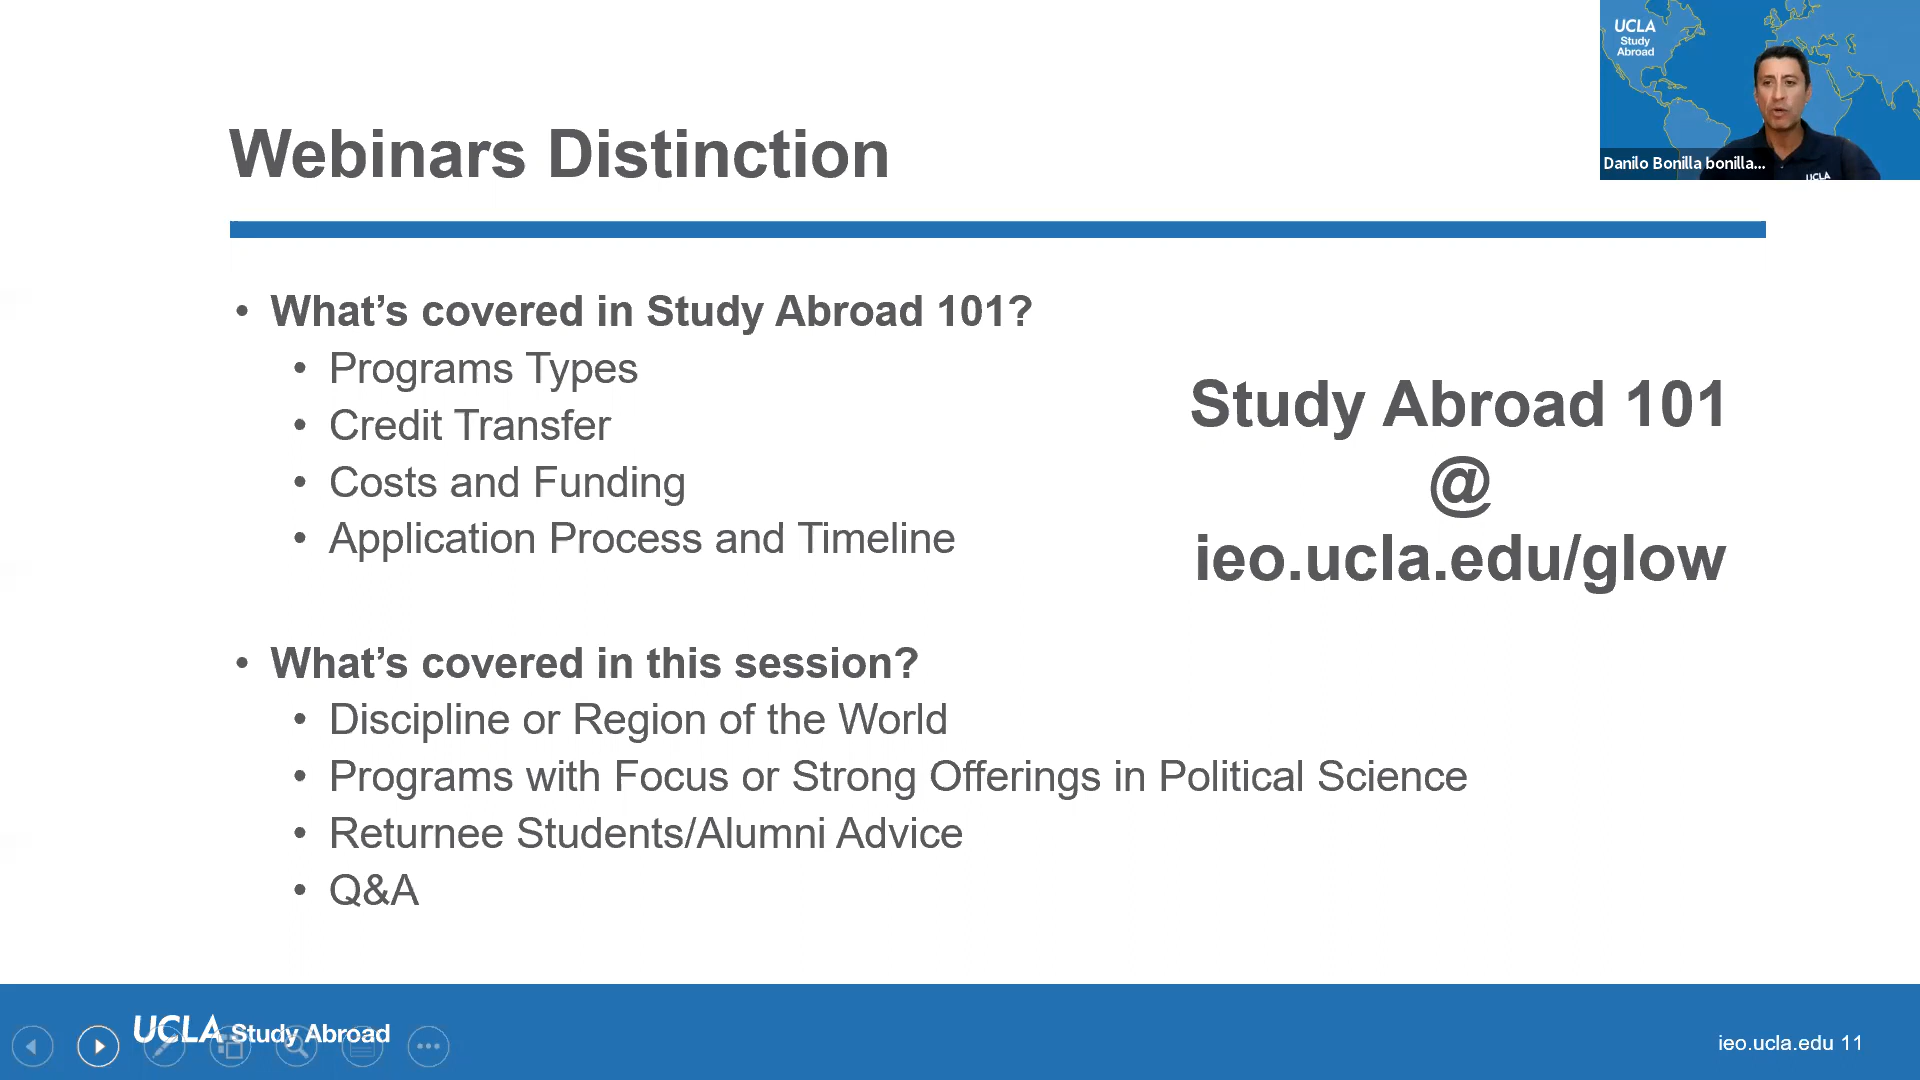 UCLA
Study
Abroad
Danilo Bonilla bonilla...
UCLA
Webinars Distinction
• What’s covered in Study Abroad 101?
• Programs Types
• Credit Transfer
• Costs and Funding
• Application Process and Timeline
Study Abroad 101
@
ieo.ucla.edu/glow
• What’s covered in this session?
• Discipline or Region of the World
• Programs with Focus or Strong Offerings in Political Science
• Returnee Students/Alumni Advice
• Q&A
UCLA Study Abroad
ieo.ucla.edu 11